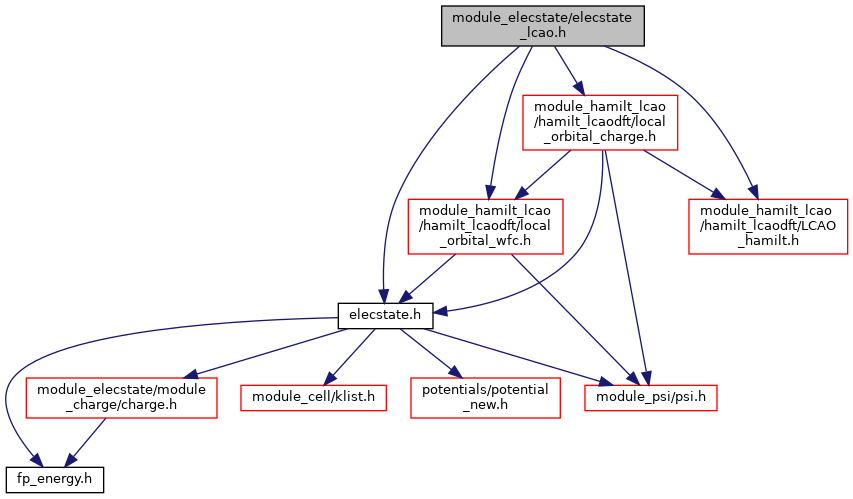 module_elecstate/elecstate
_lcao.h
module_hamilt_lcao
/hamilt_lcaodft/local
_orbital_charge.h
module_hamilt_lcao
/hamilt_lcaodft/local
_orbital_wfc.h
module_hamilt_lcao
/hamilt_lcaodft/LCAO
_hamilt.h
elecstate.h
module_elecstate/module
_charge/charge.h
module_cell/klist.h
potentials/potential
_new.h
module_psi/psi.h
fp_energy.h